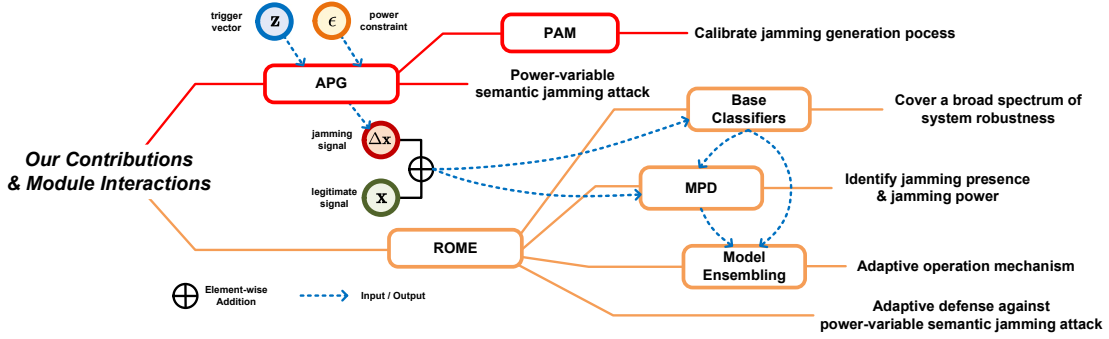 trigger
vector
z
ϵ
power
constraint
PAM
Calibrate jamming generation pocess
APG
Power-variable
semantic jamming attack
Base
Classifiers
Cover a broad spectrum of
system robustness
jamming
signal
Δx
Our Contributions
& Module Interactions
legitimate
signal
x
MPD
Identify jamming presence
& jamming power
ROME
Model
Ensembling
Adaptive operation mechanism
Element-wise
Addition
Input / Output
Adaptive defense against
power-variable semantic jamming attack